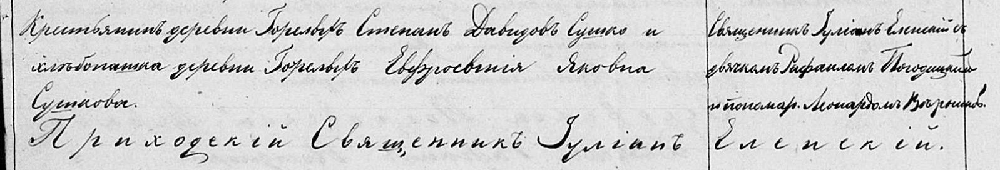 Крестьянинъ деревни Горелыхъ Степанъ Давидовъ Сушко и
хлѣбопашка деревни Горелыхъ Евфросинія Яковна
Сушкова.
Священникъ Іуліанъ Еленскій съ
дьячкомъ Рафаиломъ Погодицкимъ
и пономар. Леонардомъ
Приходскій Священникъ Іуліанъ Еленскій.